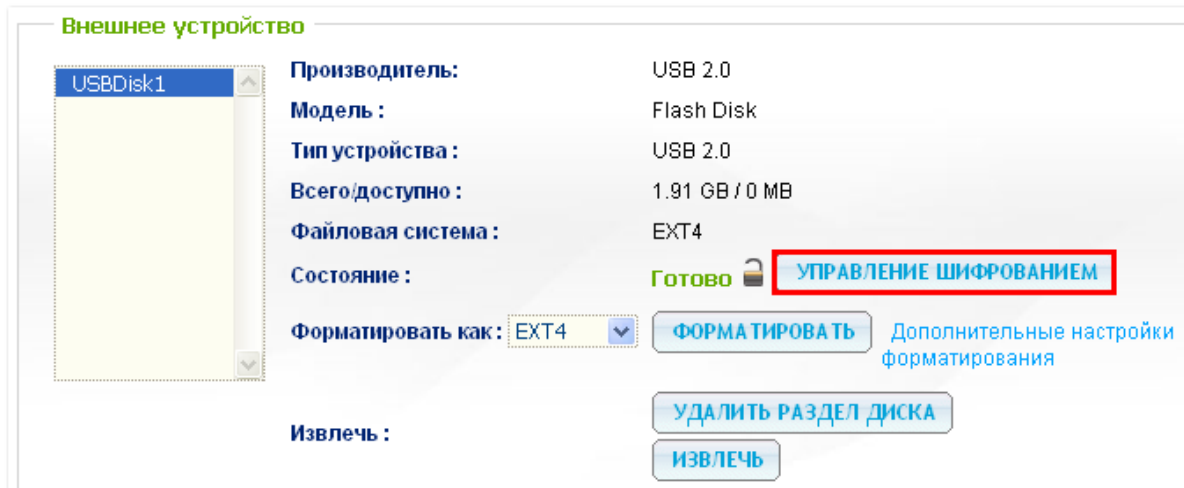 Внешнее устройство
USBDisk1
Производитель: USB 2.0
Модель : Flash Disk
Тип устройства : USB 2.0
Всего/доступно : 1.91 GB / 0 MB
Файловая система : EXT4
Состояние : Готово УПРАВЛЕНИЕ ШИФРОВАНИЕМ
Форматировать как : EXT4 ФОРМАТИРОВАТЬ Дополнительные настройки
форматирования
УДАЛИТЬ РАЗДЕЛ ДИСКА
Извлечь :
ИЗВЛЕЧЬ